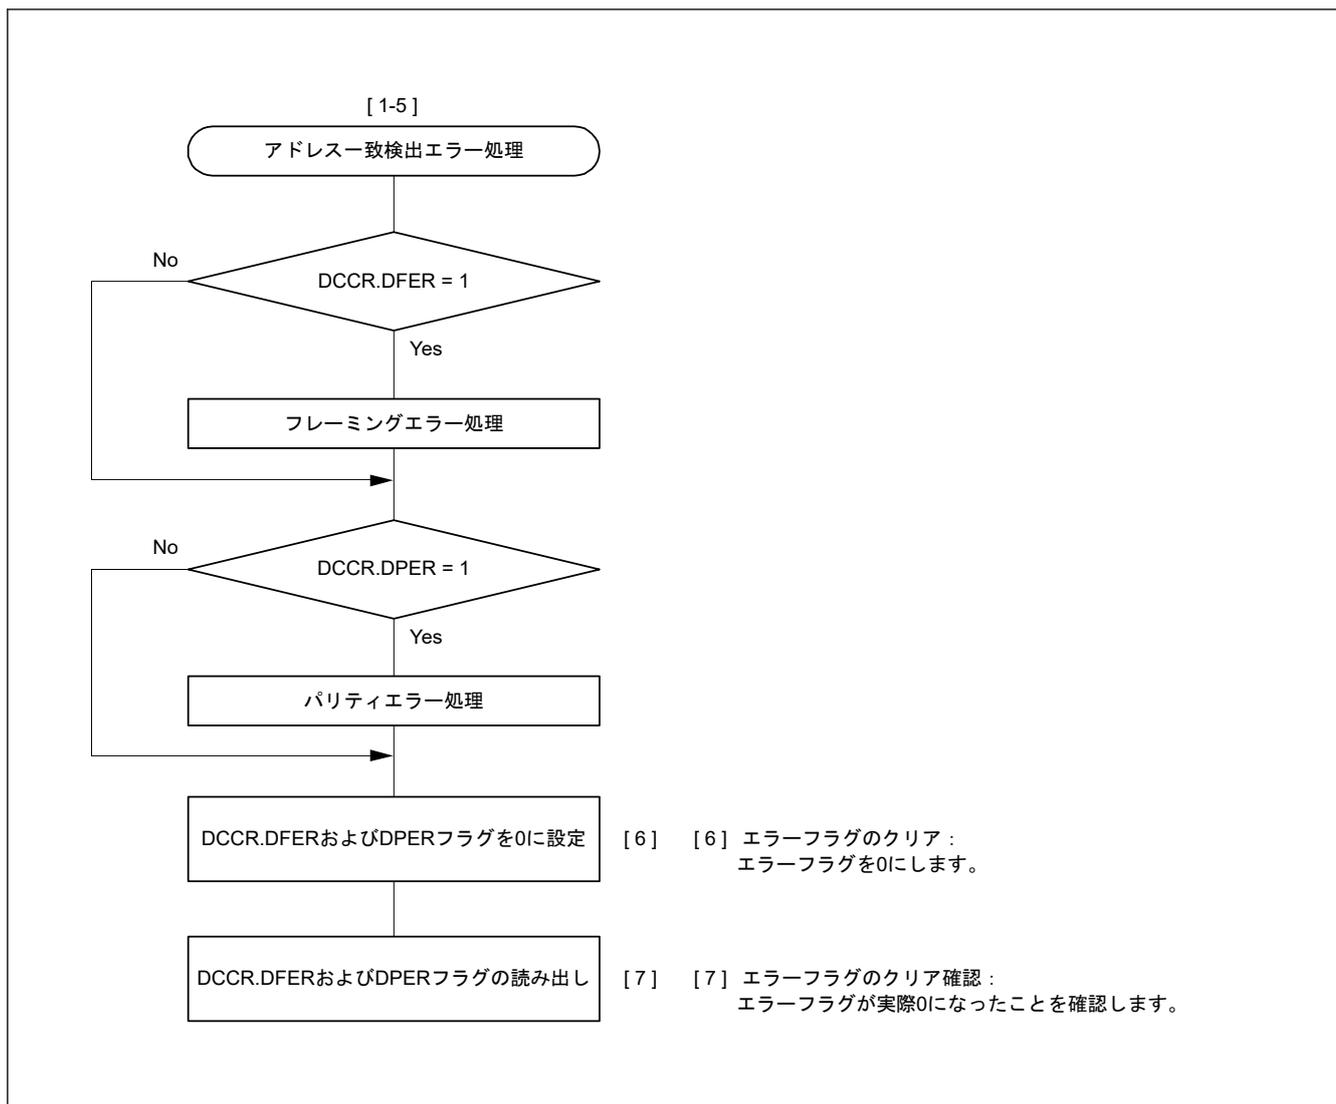 [ 1-5 ]
アドレス一致検出エラー処理
No
DCCR.DFER = 1
Yes
フレーミングエラー処理
No
DCCR.DPER = 1
Yes
パリティエラー処理
DCCR.DFERおよびDPERフラグを0に設定 [ 6 ] [ 6 ] エラーフラグのクリア：
エラーフラグを0にします。
DCCR.DFERおよびDPERフラグの読み出し [ 7 ] [ 7 ] エラーフラグのクリア確認：
エラーフラグが実際0になったことを確認します。